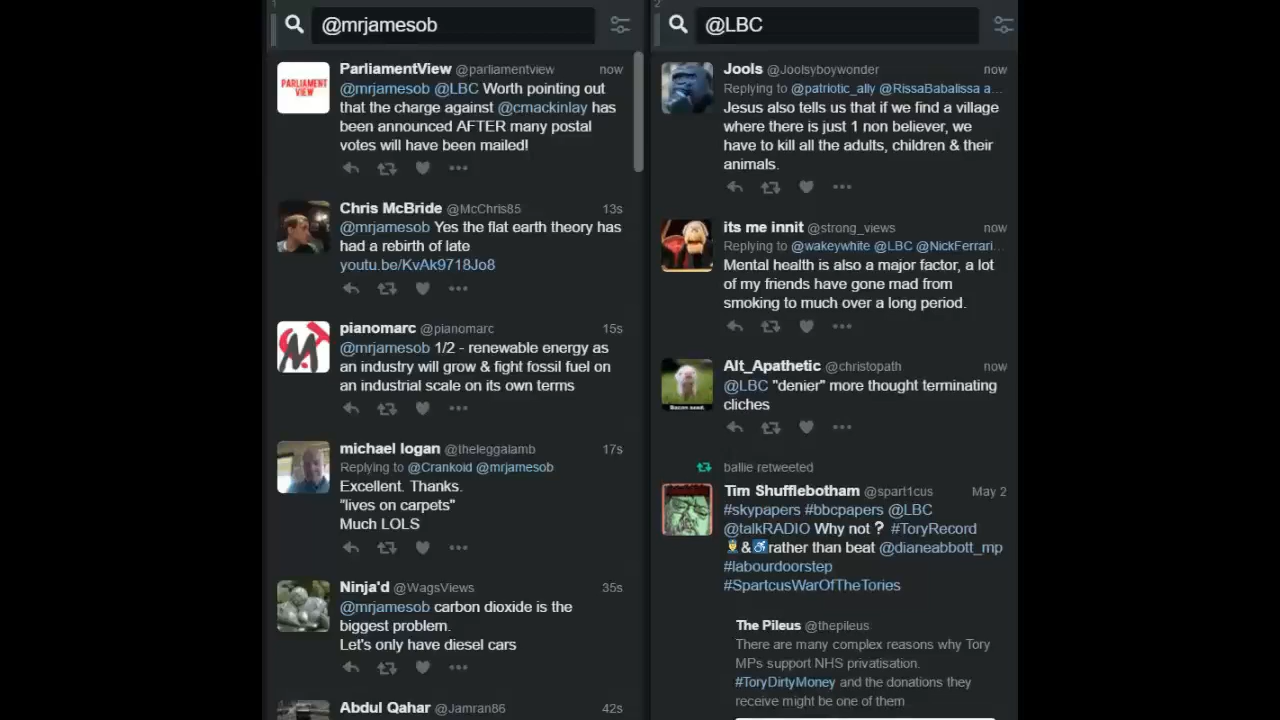 1
@mrjamesob
ParliamentView @parliamentview now
@mrjamesob @LBC Worth pointing out
that the charge against @cmackinlay has
been announced AFTER many postal
votes will have been mailed!
PARLIAMENT
VIEW
Chris McBride @McChris85 13s
@mrjamesob Yes the flat earth theory has
had a rebirth of late
youtu.be/KvAk9718Jo8
pianomarc @pianomarc 15s
@mrjamesob 1/2 - renewable energy as
an industry will grow & fight fossil fuel on
an industrial scale on its own terms
michael logan @theleggalamb 17s
Replying to @Crankoid @mrjamesob
Excellent. Thanks.
"lives on carpets"
Much LOLS
Ninja'd @WagsViews 35s
@mrjamesob carbon dioxide is the
biggest problem.
Let's only have diesel cars
Abdul Qahar @Jamran86 42s
2
@LBC
Jools @Joolsyboywonder now
Replying to @patriotic_ally @RissaBabalissa a...
Jesus also tells us that if we find a village
where there is just 1 non believer, we
have to kill all the adults, children & their
animals.
its me innit @strong_views now
Replying to @wakeywhite @LBC @NickFerrari...
Mental health is also a major factor, a lot
of my friends have gone mad from
smoking to much over a long period.
Alt_Apathetic @christopath now
@LBC "denier" more thought terminating
cliches
Bacon seed.
ballie retweeted
Tim Shufflebotham @spart1cus May 2
#skypapers #bbcpapers @LBC
@talkRADIO Why not? #ToryRecord
👮&♿rather than beat @dianeabbott_mp
#labourdoorstep
#SpartcusWarOfTheTories
The Pileus @thepileus
There are many complex reasons why Tory
MPs support NHS privatisation.
#ToryDirtyMoney and the donations they
receive might be one of them